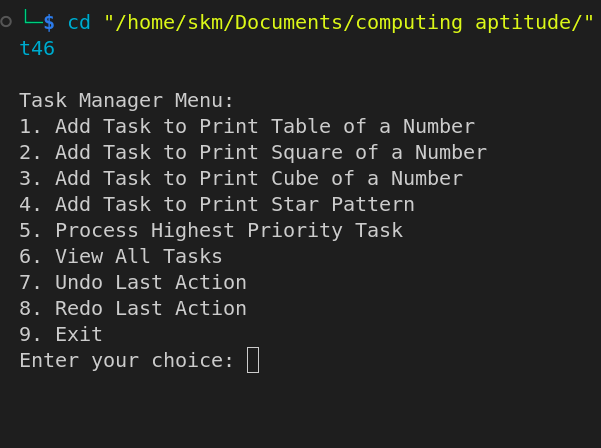 └─$ cd "/home/skm/Documents/computing aptitude/"
t46
Task Manager Menu:
1. Add Task to Print Table of a Number
2. Add Task to Print Square of a Number
3. Add Task to Print Cube of a Number
4. Add Task to Print Star Pattern
5. Process Highest Priority Task
6. View All Tasks
7. Undo Last Action
8. Redo Last Action
9. Exit
Enter your choice: